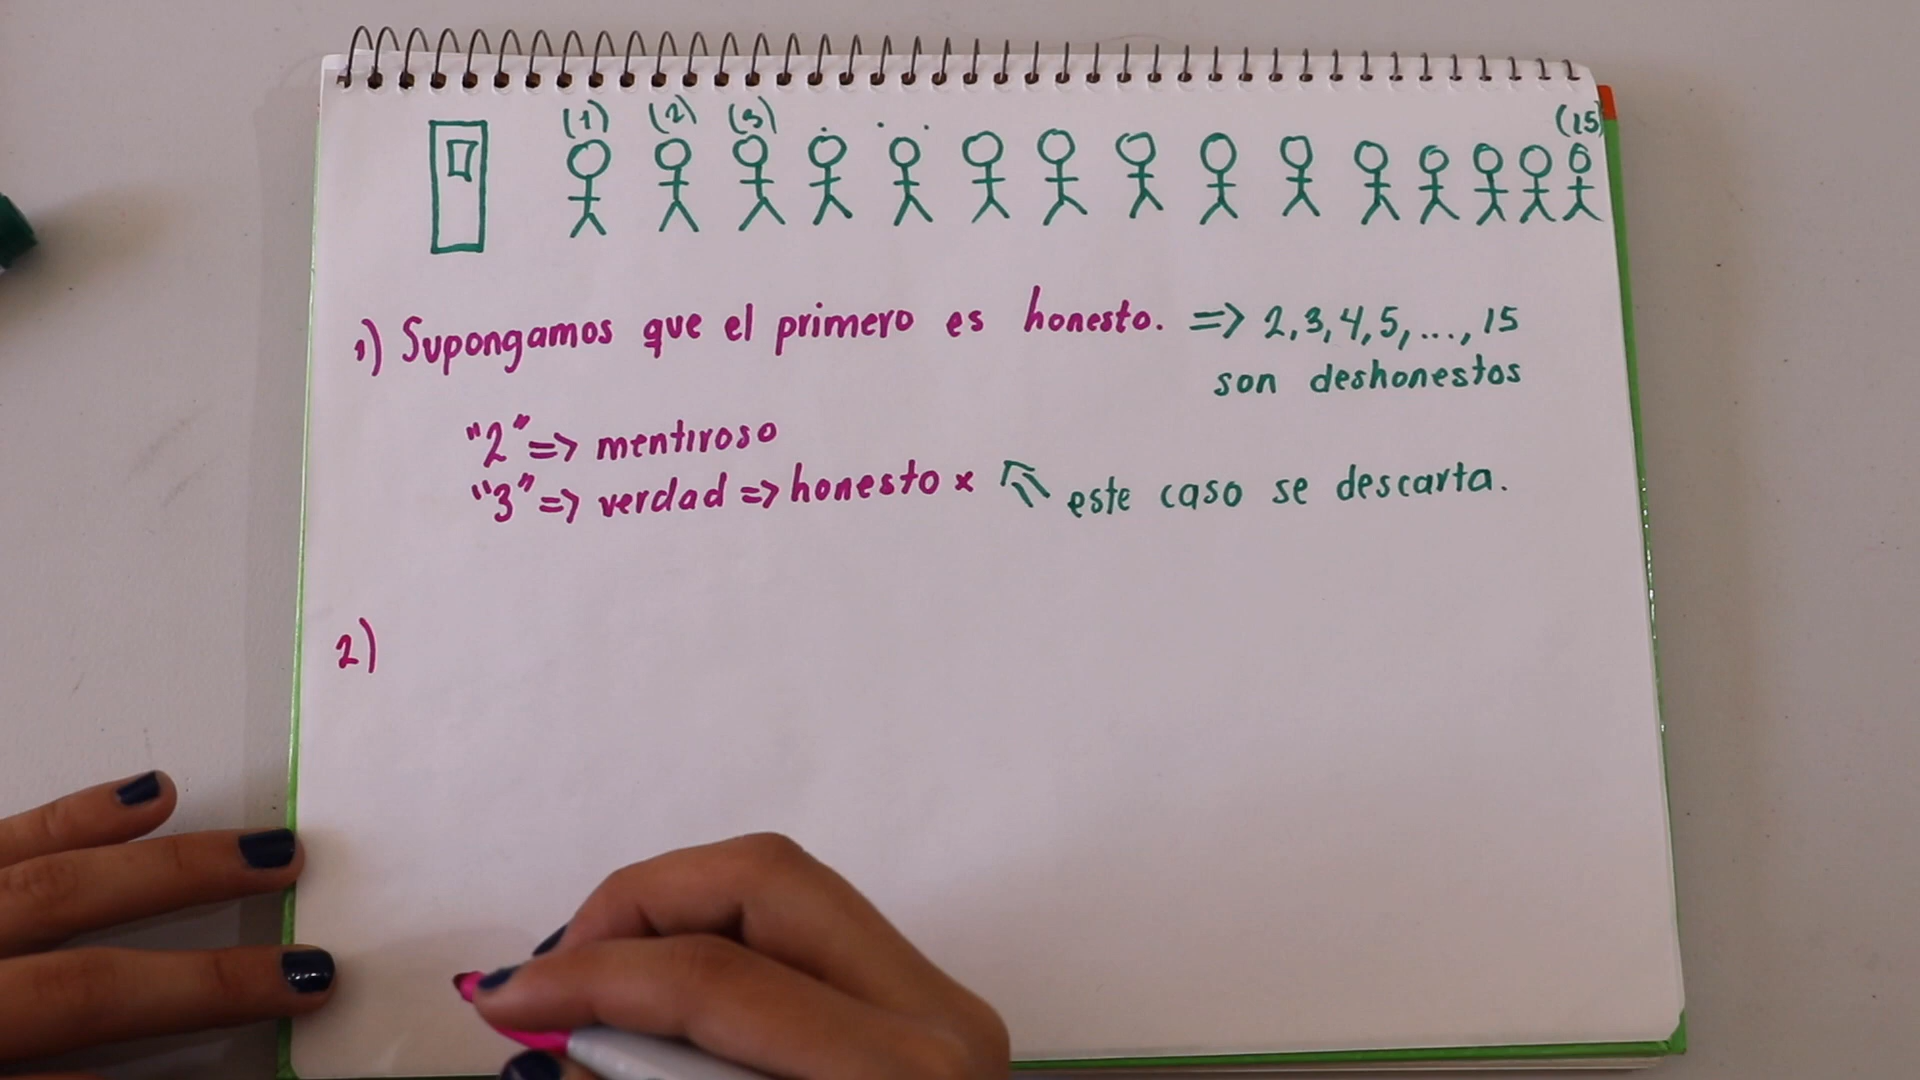 (1) (2) (3) . . . (15)
1) Supongamos que el primero es honesto. => 2,3,4,5,...,15
son deshonestos
"2" => mentiroso
"3" => verdad => honesto x este caso se descarta.
2)